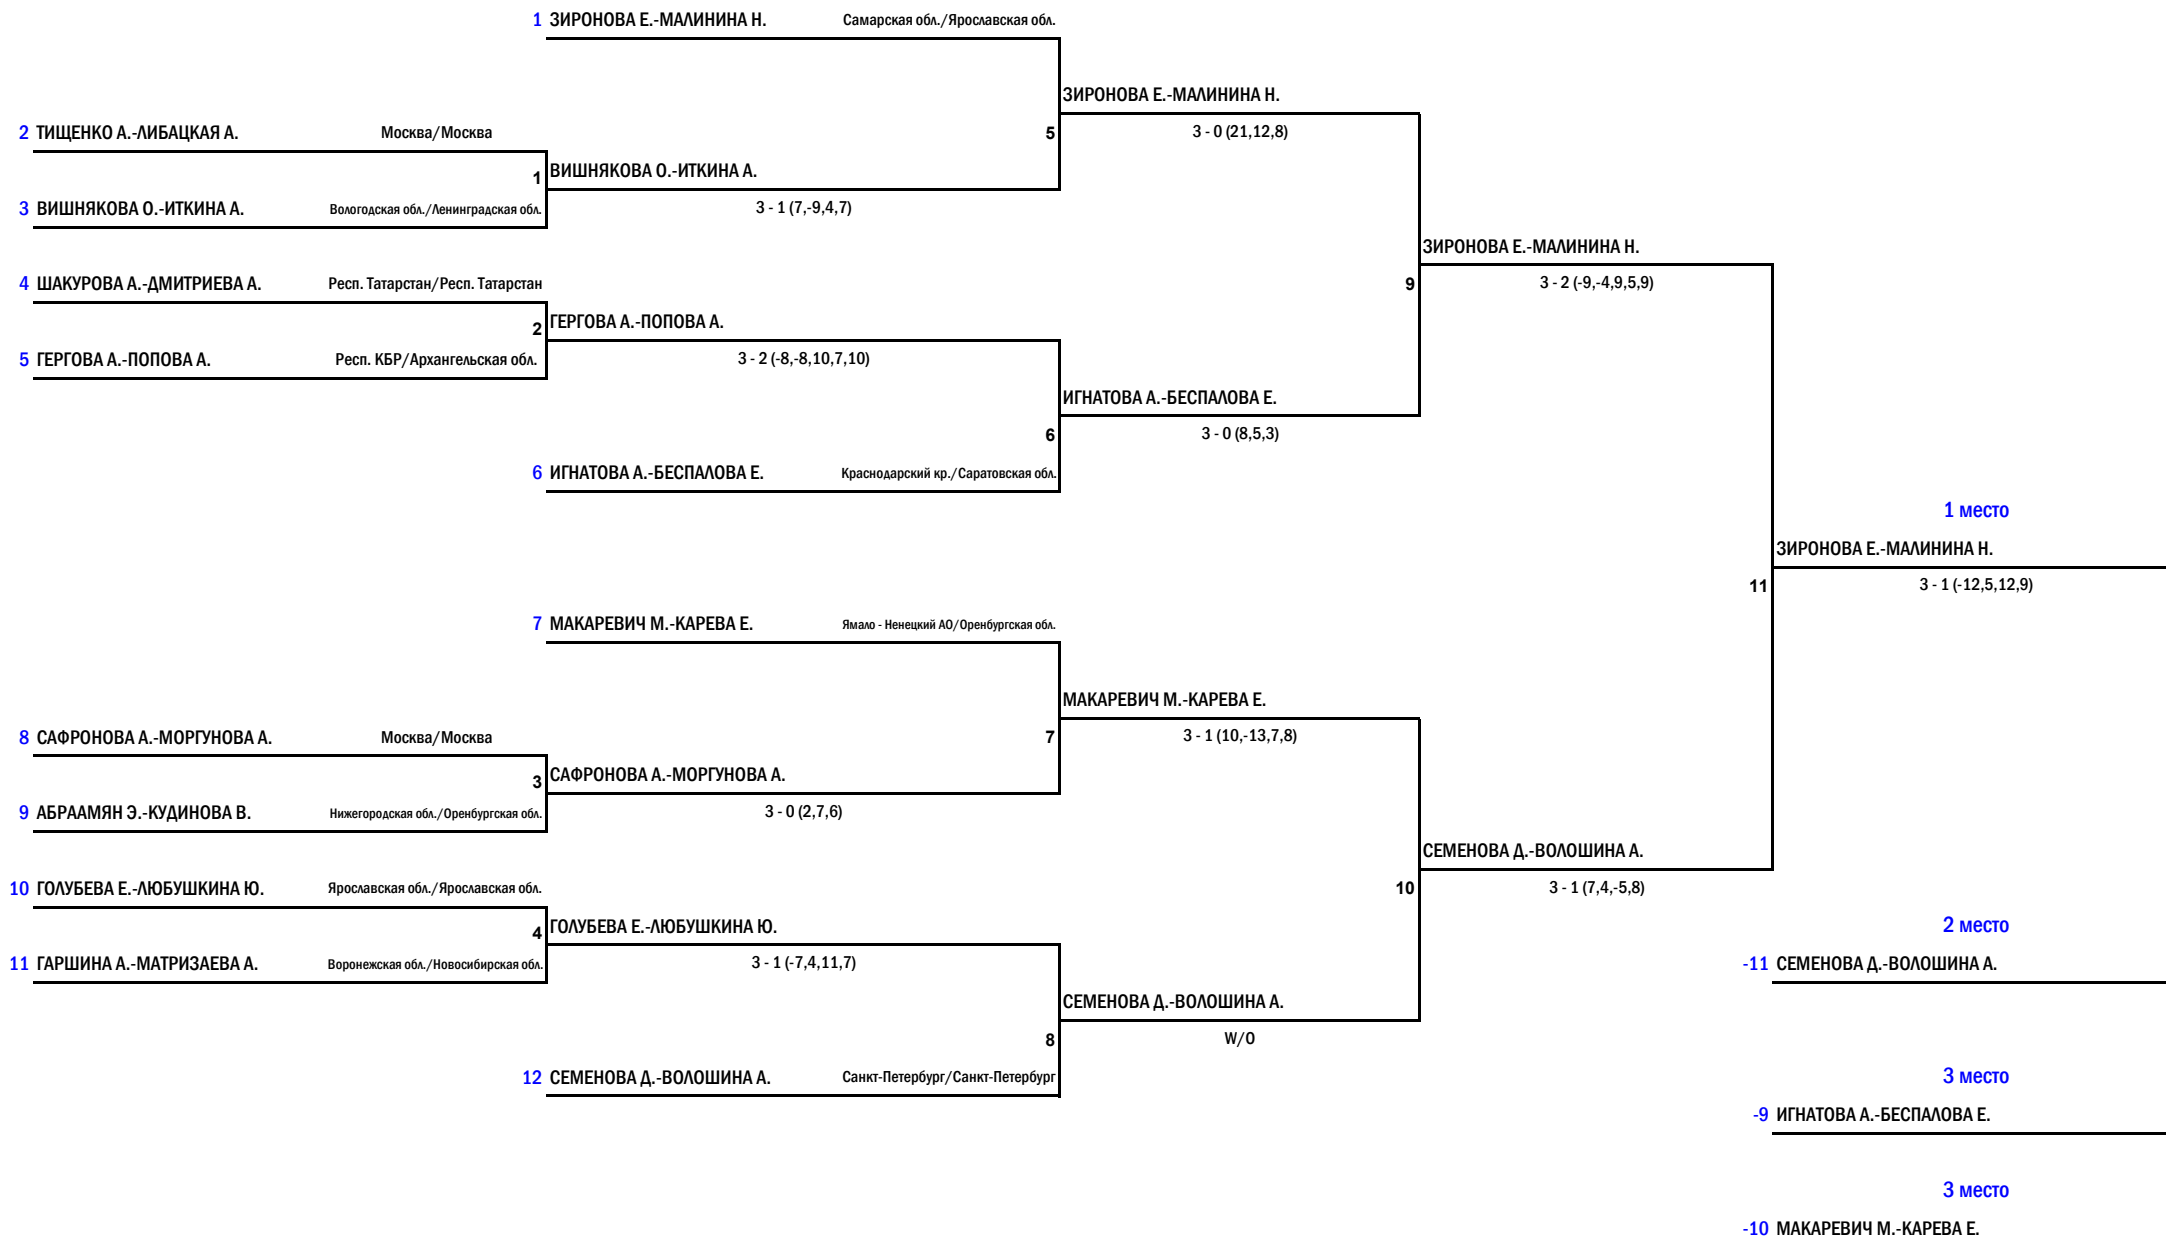 1 ЗИРОНОВА Е.-МАЛИНИНА Н. Самарская обл./Ярославская обл.
ЗИРОНОВА Е.-МАЛИНИНА Н.
2 ТИЩЕНКО А.-ЛИБАЦКАЯ А. Москва/Москва 5 3 - 0 (21,12,8)
1 ВИШНЯКОВА О.-ИТКИНА А.
3 ВИШНЯКОВА О.-ИТКИНА А. Вологодская обл./Ленинградская обл. 3 - 1 (7,-9,4,7)
ЗИРОНОВА Е.-МАЛИНИНА Н.
4 ШАКУРОВА А.-ДМИТРИЕВА А. Респ. Татарстан/Респ. Татарстан 9 3 - 2 (-9,-4,9,5,9)
2 ГЕРГОВА А.-ПОПОВА А.
5 ГЕРГОВА А.-ПОПОВА А. Респ. КБР/Архангельская обл. 3 - 2 (-8,-8,10,7,10)
ИГНАТОВА А.-БЕСПАЛОВА Е.
6 3 - 0 (8,5,3)
6 ИГНАТОВА А.-БЕСПАЛОВА Е. Краснодарский кр./Саратовская обл.
1 место
ЗИРОНОВА Е.-МАЛИНИНА Н.
11 3 - 1 (-12,5,12,9)
7 МАКАРЕВИЧ М.-КАРЕВА Е. Ямало - Ненецкий АО/Оренбургская обл.
МАКАРЕВИЧ М.-КАРЕВА Е.
8 САФРОНОВА А.-МОРГУНОВА А. Москва/Москва 7 3 - 1 (10,-13,7,8)
3 САФРОНОВА А.-МОРГУНОВА А.
9 АБРААМЯН Э.-КУДИНОВА В. Нижегородская обл./Оренбургская обл. 3 - 0 (2,7,6)
СЕМЕНОВА Д.-ВОЛОШИНА А.
10 ГОЛУБЕВА Е.-ЛЮБУШКИНА Ю. Ярославская обл./Ярославская обл. 10 3 - 1 (7,4,-5,8)
4 ГОЛУБЕВА Е.-ЛЮБУШКИНА Ю. 2 место
11 ГАРШИНА А.-МАТРИЗАЕВА А. Воронежская обл./Новосибирская обл. 3 - 1 (-7,4,11,7) -11 СЕМЕНОВА Д.-ВОЛОШИНА А.
СЕМЕНОВА Д.-ВОЛОШИНА А.
8 W/O
12 СЕМЕНОВА Д.-ВОЛОШИНА А. Санкт-Петербург/Санкт-Петербург 3 место
-9 ИГНАТОВА А.-БЕСПАЛОВА Е.
3 место
-10 МАКАРЕВИЧ М.-КАРЕВА Е.